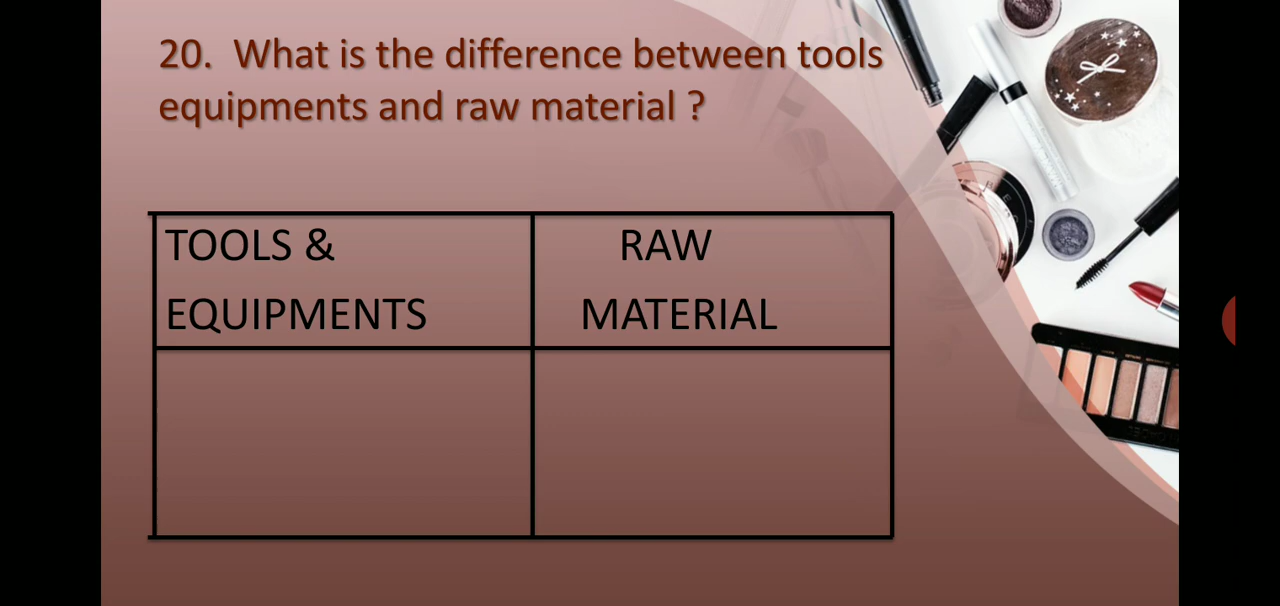 20. What is the difference between tools
equipments and raw material ?
TOOLS &
EQUIPMENTS
RAW
MATERIAL